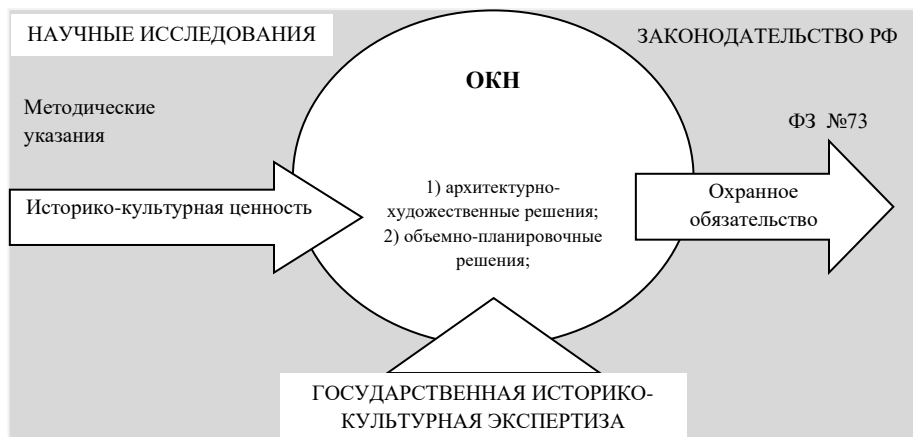 НАУЧНЫЕ ИССЛЕДОВАНИЯ
ЗАКОНОДАТЕЛЬСТВО РФ
ОКН
Методические
указания
ФЗ №73
Историко-культурная ценность
1) архитектурно-
художественные решения;
2) объемно-планировочные
решения;
Охранное
обязательство
ГОСУДАРСТВЕННАЯ ИСТОРИКО-
КУЛЬТУРНАЯ ЭКСПЕРТИЗА